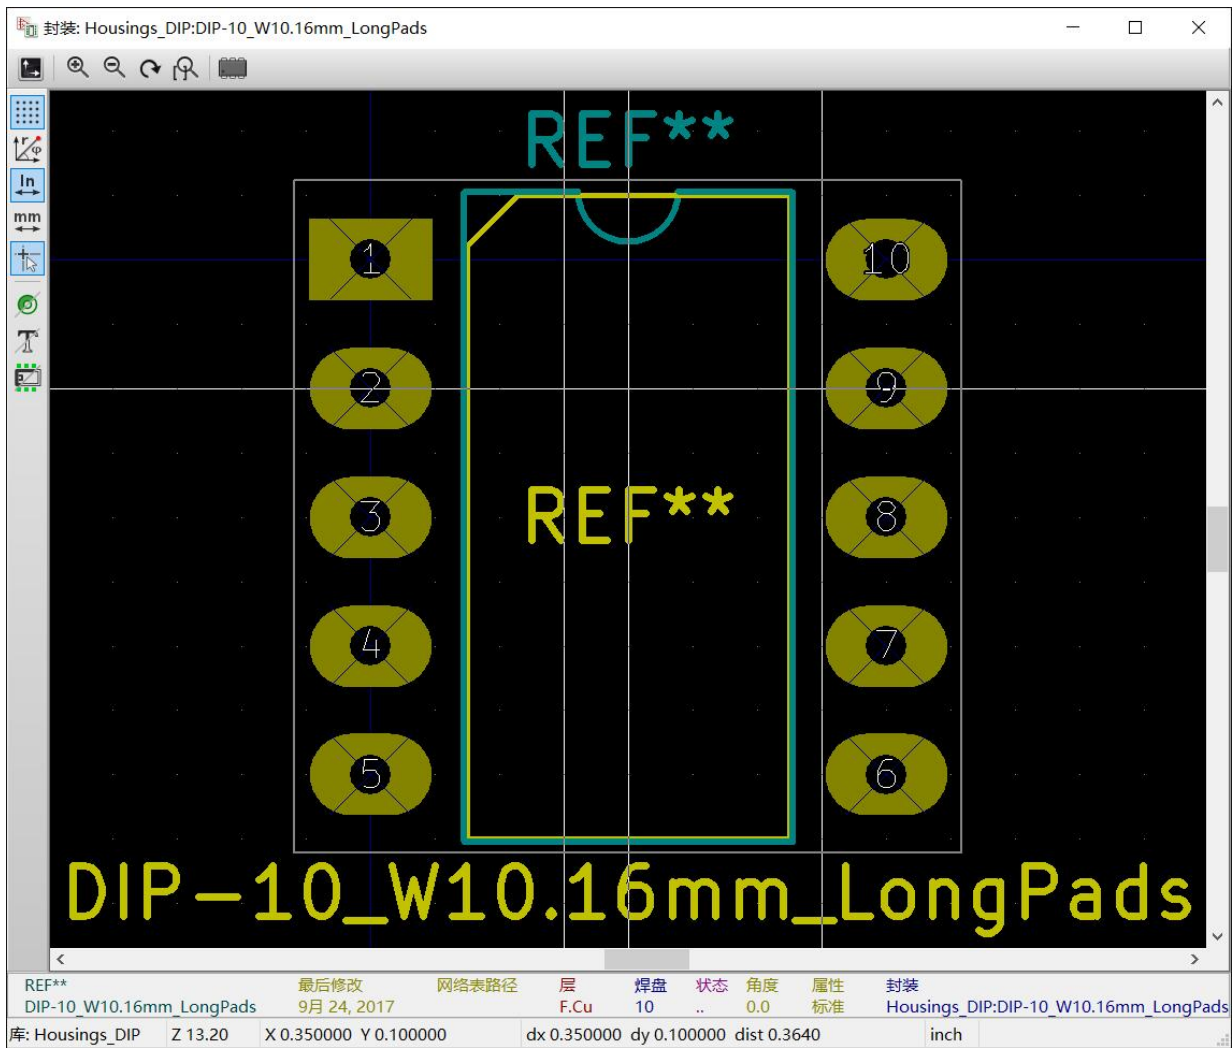 封装: Housings_DIP:DIP-10_W10.16mm_LongPads
In
mm
REF**
1
10
2
9
REF**
3
8
4
7
5
6
DIP-10_W10.16mm_LongPads
REF** 最后修改 网络表路径 层 焊盘 状态 角度 属性 封装
DIP-10_W10.16mm_LongPads 9月 24, 2017 F.Cu 10 .. 0.0 标准 Housings_DIP:DIP-10_W10.16mm_LongPads
库: Housings_DIP Z 13.20 X 0.350000 Y 0.100000 dx 0.350000 dy 0.100000 dist 0.3640 inch